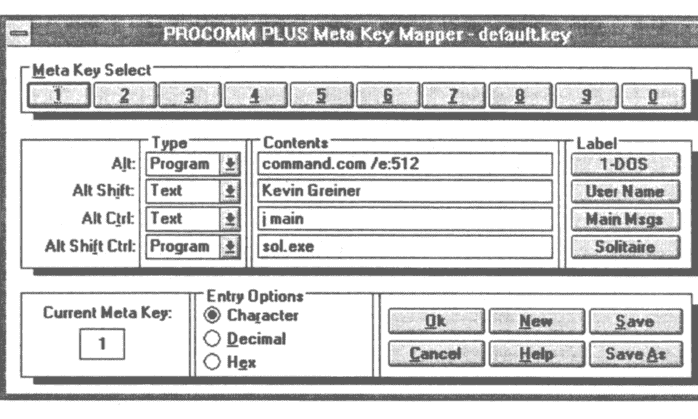 PROCOMM PLUS Meta Key Mapper - default.key
Meta Key Select
1 2 3 4 5 6 7 8 9 0
Type Contents Label
Alt: Program command.com /e:512 1-DOS
Alt Shift: Text Kevin Greiner User Name
Alt Ctrl: Text j main Main Msgs
Alt Shift Ctrl: Program sol.exe Solitaire
Current Meta Key:
1
Entry Options
Character
Decimal
Hex
Ok New Save
Cancel Help Save As